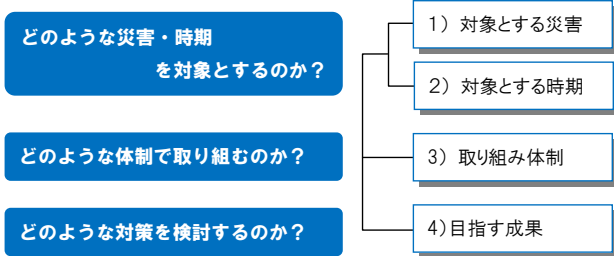 どのような災害・時期
を対象とするのか？
1） 対象とする災害
2） 対象とする時期
どのような体制で取り組むのか？
3） 取り組み体制
どのような対策を検討するのか？
4）目指す成果